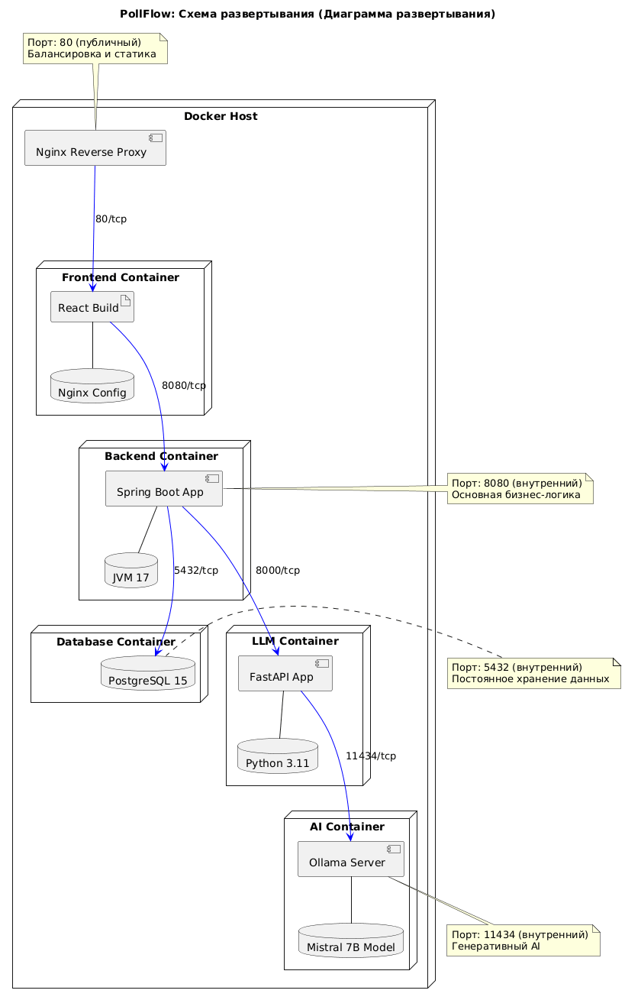 PollFlow: Схема развертывания (Диаграмма развертывания)
Порт: 80 (публичный)
Балансировка и статика
Docker Host
Nginx Reverse Proxy
80/tcp
Frontend Container
React Build
Nginx Config
8080/tcp
Backend Container
Spring Boot App
Порт: 8080 (внутренний)
Основная бизнес-логика
JVM 17
5432/tcp
8000/tcp
Database Container
PostgreSQL 15
LLM Container
FastAPI App
Порт: 5432 (внутренний)
Постоянное хранение данных
Python 3.11
11434/tcp
AI Container
Ollama Server
Mistral 7B Model
Порт: 11434 (внутренний)
Генеративный AI